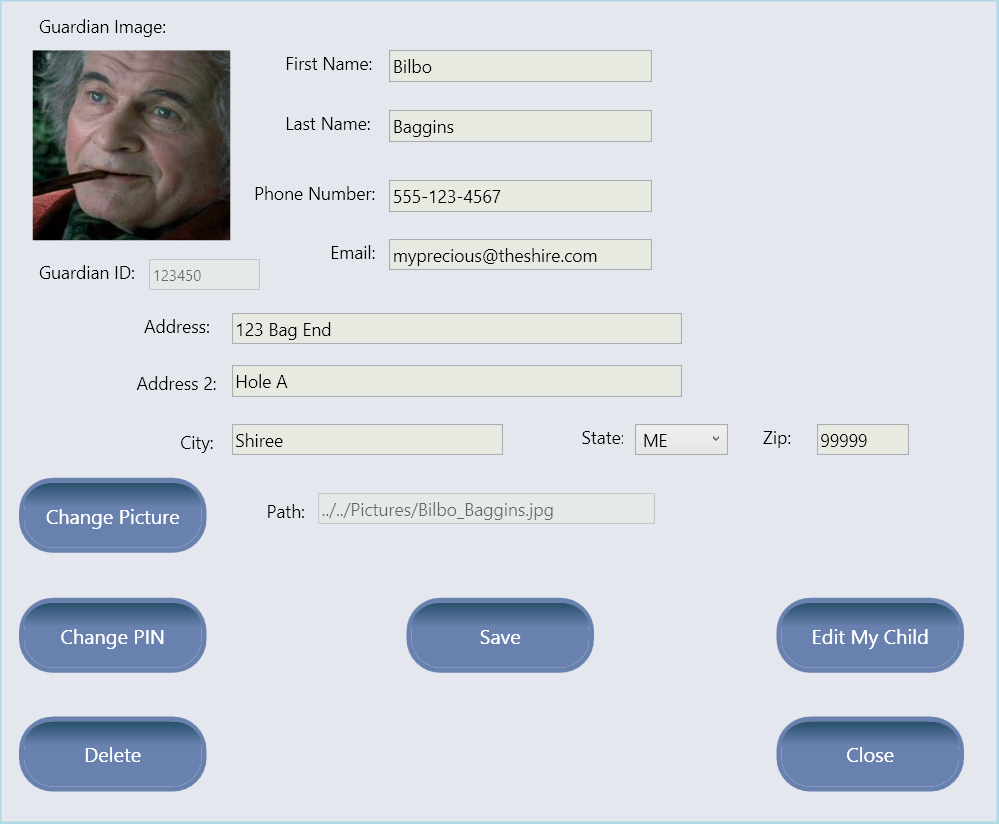 Guardian Image:
First Name: Bilbo
Last Name: Baggins
Phone Number: 555-123-4567
Email: myprecious@theshire.com
Guardian ID: 123450
Address: 123 Bag End
Address 2: Hole A
City: Shiree State: ME Zip: 99999
Change Picture Path: ../../Pictures/Bilbo_Baggins.jpg
Change PIN Save Edit My Child
Delete Close